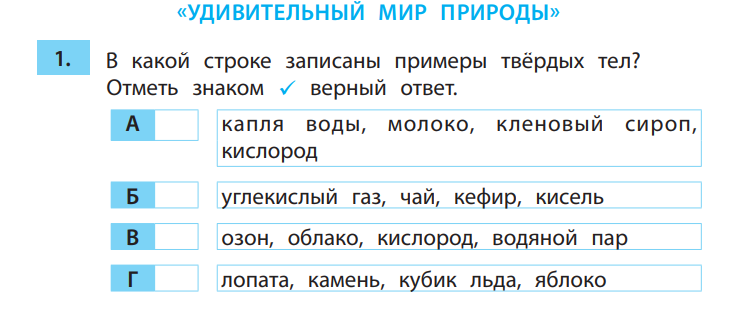 «УДИВИТЕЛЬНЫЙ МИР ПРИРОДЫ»
1. В какой строке записаны примеры твёрдых тел?
Отметь знаком ✓ верный ответ.
А капля воды, молоко, кленовый сироп,
кислород
Б углекислый газ, чай, кефир, кисель
В озон, облако, кислород, водяной пар
Г лопата, камень, кубик льда, яблоко